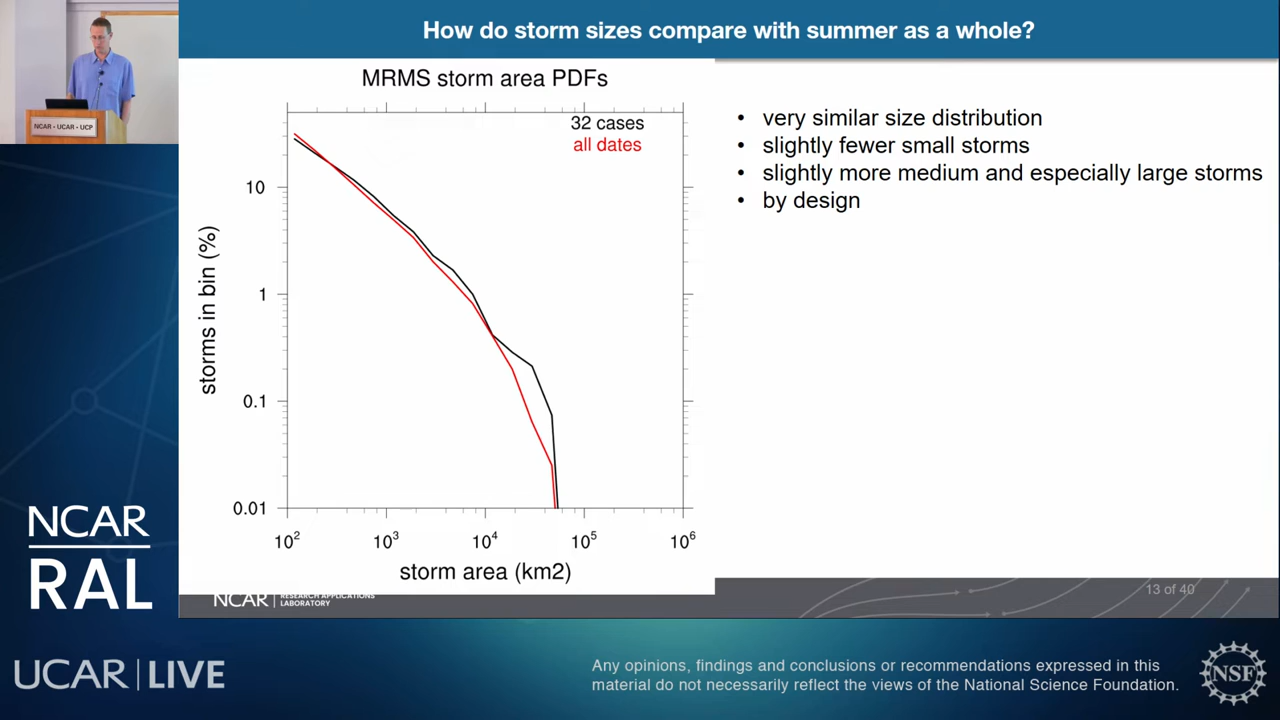 How do storm sizes compare with summer as a whole?
NCAR • UCAR • UCP
MRMS storm area PDFs
32 cases
all dates
storms in bin (%)
10
1
0.1
0.01
10²
10³
10⁴
10⁵
10⁶
storm area (km2)
• very similar size distribution
• slightly fewer small storms
• slightly more medium and especially large storms
• by design
NCAR
RAL
NCAR
RESEARCH APPLICATIONS
LABORATORY
13 of 40
UCAR | LIVE
Any opinions, findings and conclusions or recommendations expressed in this
material do not necessarily reflect the views of the National Science Foundation.
NSF